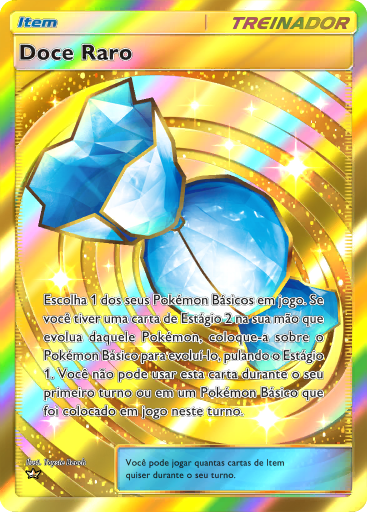 Item
TREINADOR
Doce Raro
Escolha 1 dos seus Pokémon Básicos em jogo. Se
você tiver uma carta de Estágio 2 na sua mão que
evolua daquele Pokémon, coloque-a sobre o
Pokémon Básico para evoluí-lo, pulando o Estágio
1. Você não pode usar esta carta durante o seu
primeiro turno ou em um Pokémon Básico que
foi colocado em jogo neste turno.
Você pode jogar quantas cartas de Item
quiser durante o seu turno.